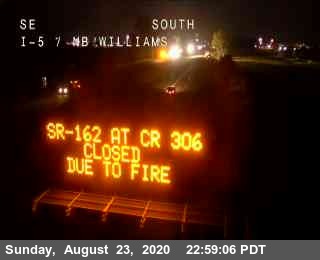 SE SOUTH
I-5 7 NB WILLIAMS
SR-162 AT CR 306
CLOSED
DUE TO FIRE
Sunday, August 23, 2020 22:59:06 PDT